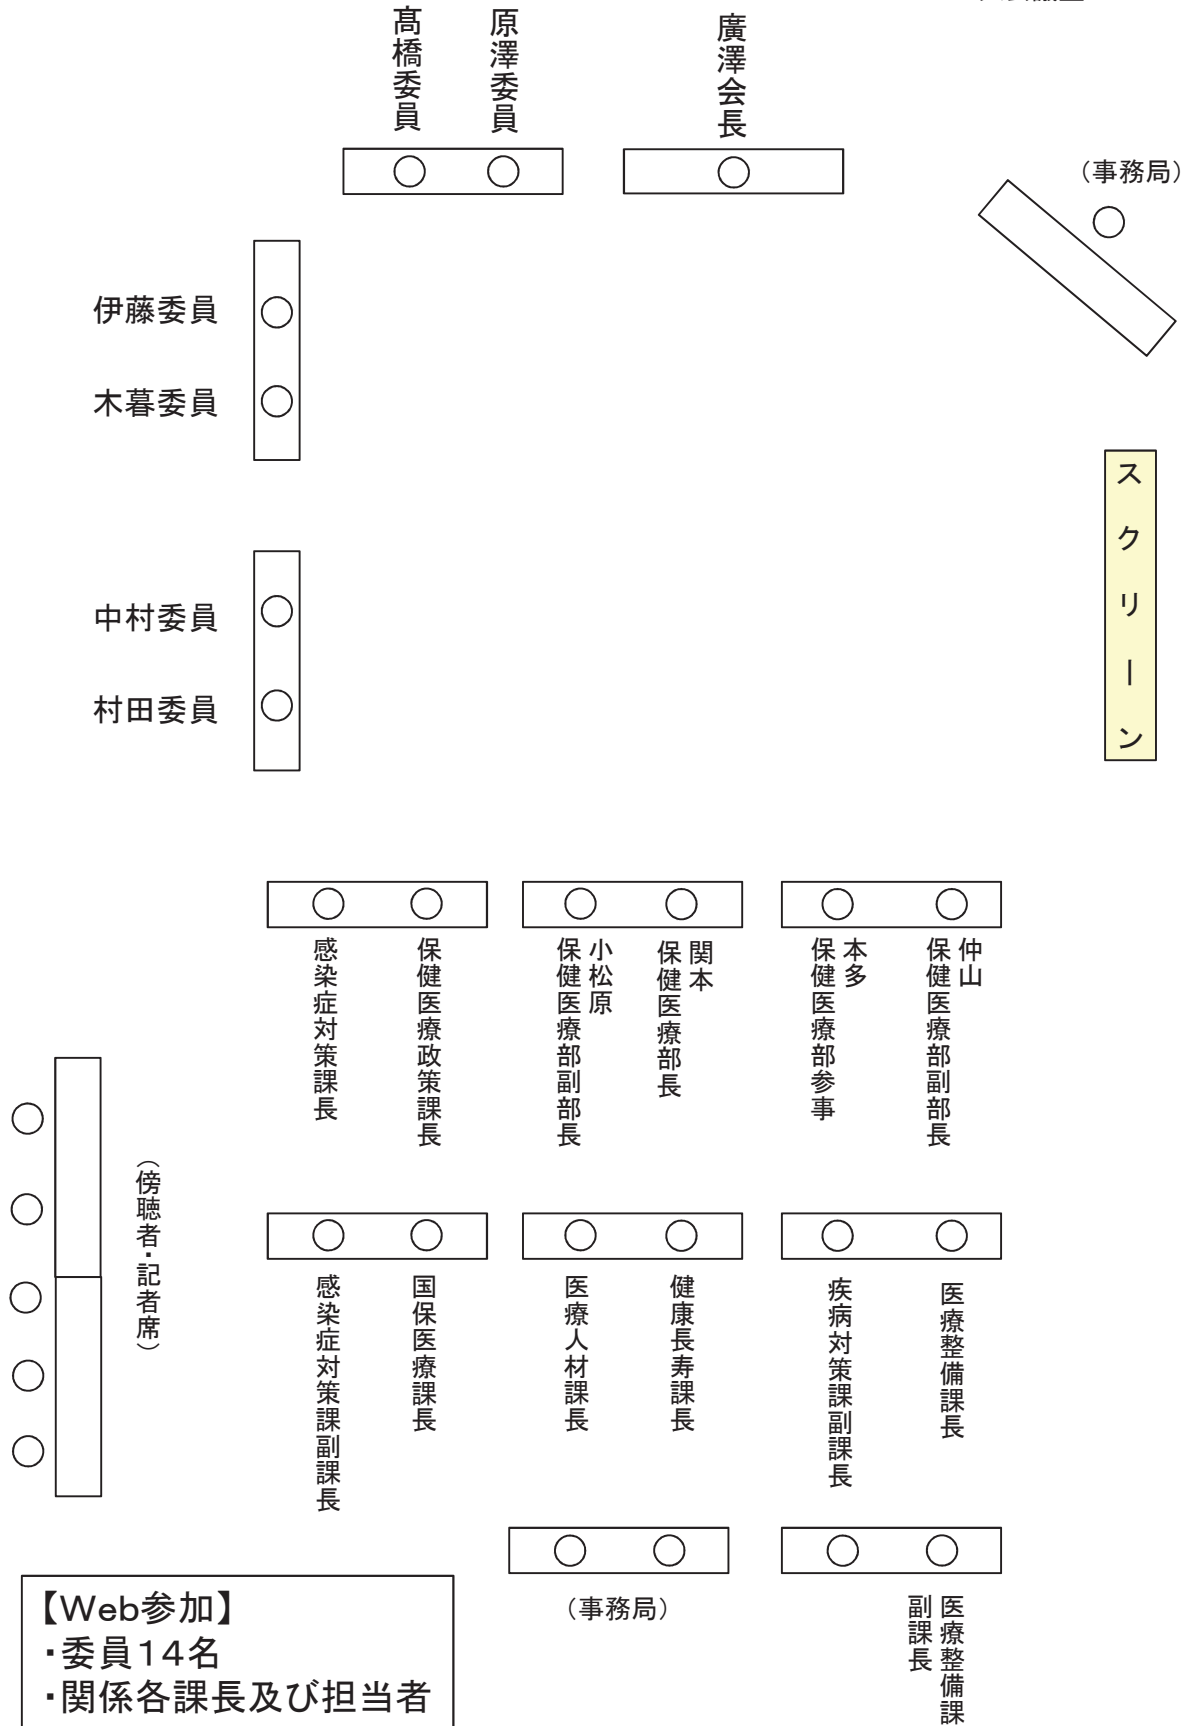 髙橋委員
原澤委員
廣澤会長
（事務局）
伊藤委員
木暮委員
中村委員
村田委員
スクリーン
感染症対策課長
保健医療政策課長
小松原
保健医療部副部長
関本
保健医療部長
本多
保健医療部参事
仲山
保健医療部副部長
（傍聴者・記者席）
感染症対策課副課長
国保医療課長
医療人材課長
健康長寿課長
疾病対策課副課長
医療整備課長
（事務局）
医療整備課
副課長
【Web参加】
・委員14名
・関係各課長及び担当者